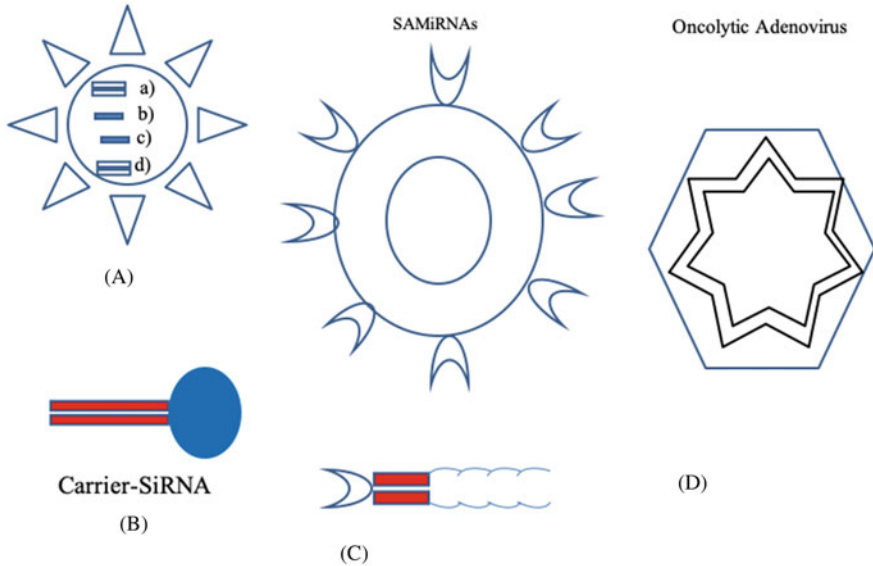 SAMiRNAs
Oncolytic Adenovirus
a)
b)
c)
d)
(A)
Carrier-SiRNA
(B)
(C)
(D)